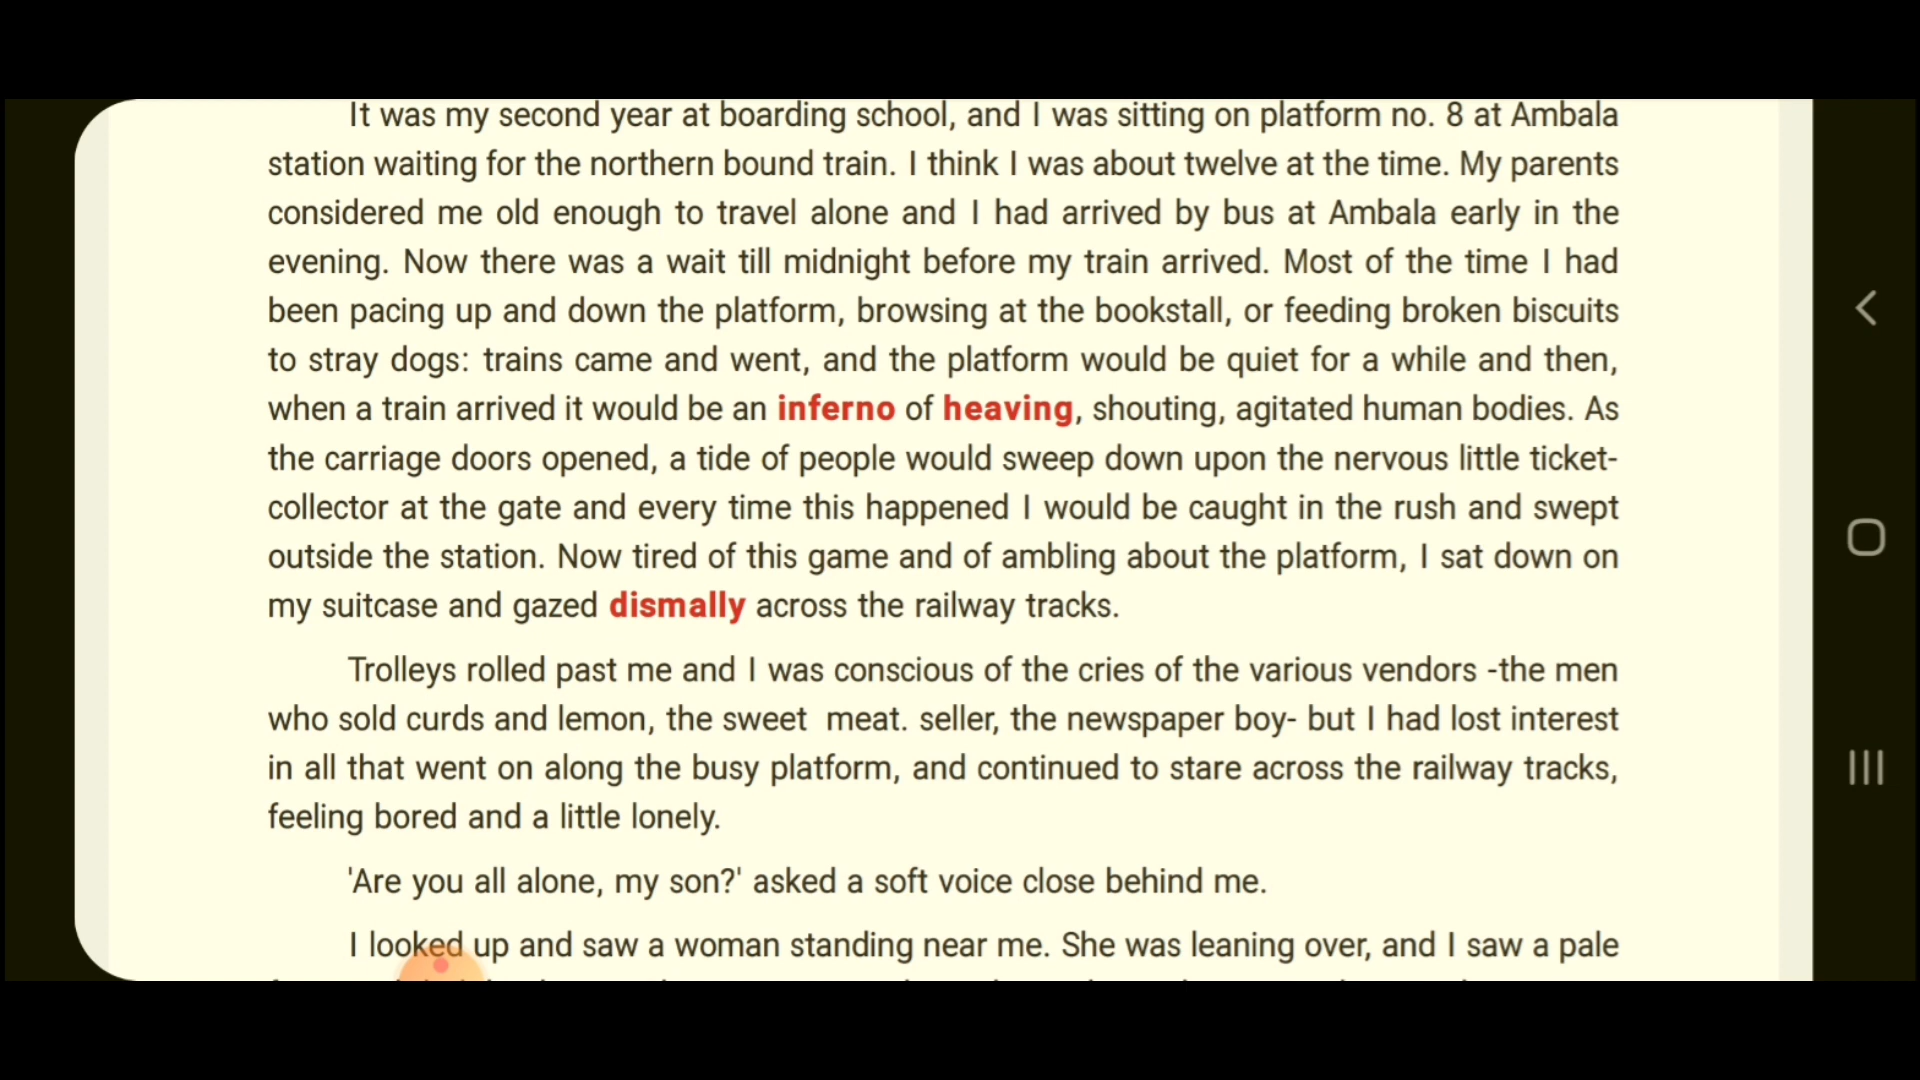 It was my second year at boarding school, and I was sitting on platform no. 8 at Ambala
station waiting for the northern bound train. I think I was about twelve at the time. My parents
considered me old enough to travel alone and I had arrived by bus at Ambala early in the
evening. Now there was a wait till midnight before my train arrived. Most of the time I had
been pacing up and down the platform, browsing at the bookstall, or feeding broken biscuits
to stray dogs: trains came and went, and the platform would be quiet for a while and then,
when a train arrived it would be an inferno of heaving, shouting, agitated human bodies. As
the carriage doors opened, a tide of people would sweep down upon the nervous little ticket-
collector at the gate and every time this happened I would be caught in the rush and swept
outside the station. Now tired of this game and of ambling about the platform, I sat down on
my suitcase and gazed dismally across the railway tracks.
Trolleys rolled past me and I was conscious of the cries of the various vendors -the men
who sold curds and lemon, the sweet  meat. seller, the newspaper boy- but I had lost interest
in all that went on along the busy platform, and continued to stare across the railway tracks,
feeling bored and a little lonely.
'Are you all alone, my son?' asked a soft voice close behind me.
I looked up and saw a woman standing near me. She was leaning over, and I saw a pale